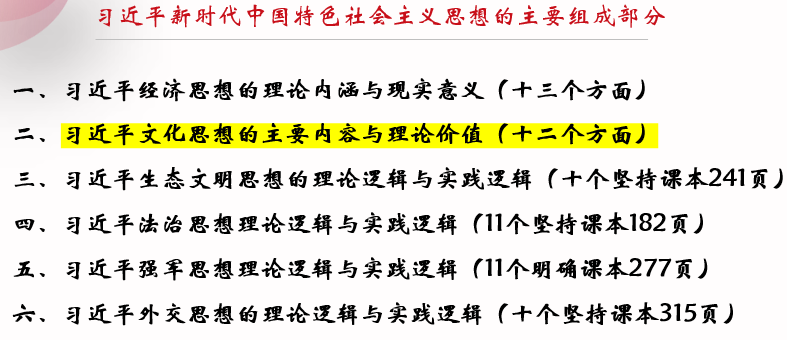 习近平新时代中国特色社会主义思想的主要组成部分
一、习近平经济思想的理论内涵与现实意义（十三个方面）
二、习近平文化思想的主要内容与理论价值（十二个方面）
三、习近平生态文明思想的理论逻辑与实践逻辑（十个坚持课本241页）
四、习近平法治思想理论逻辑与实践逻辑（11个坚持课本182页）
五、习近平强军思想理论逻辑与实践逻辑（11个明确课本277页）
六、习近平外交思想的理论逻辑与实践逻辑（十个坚持课本315页）